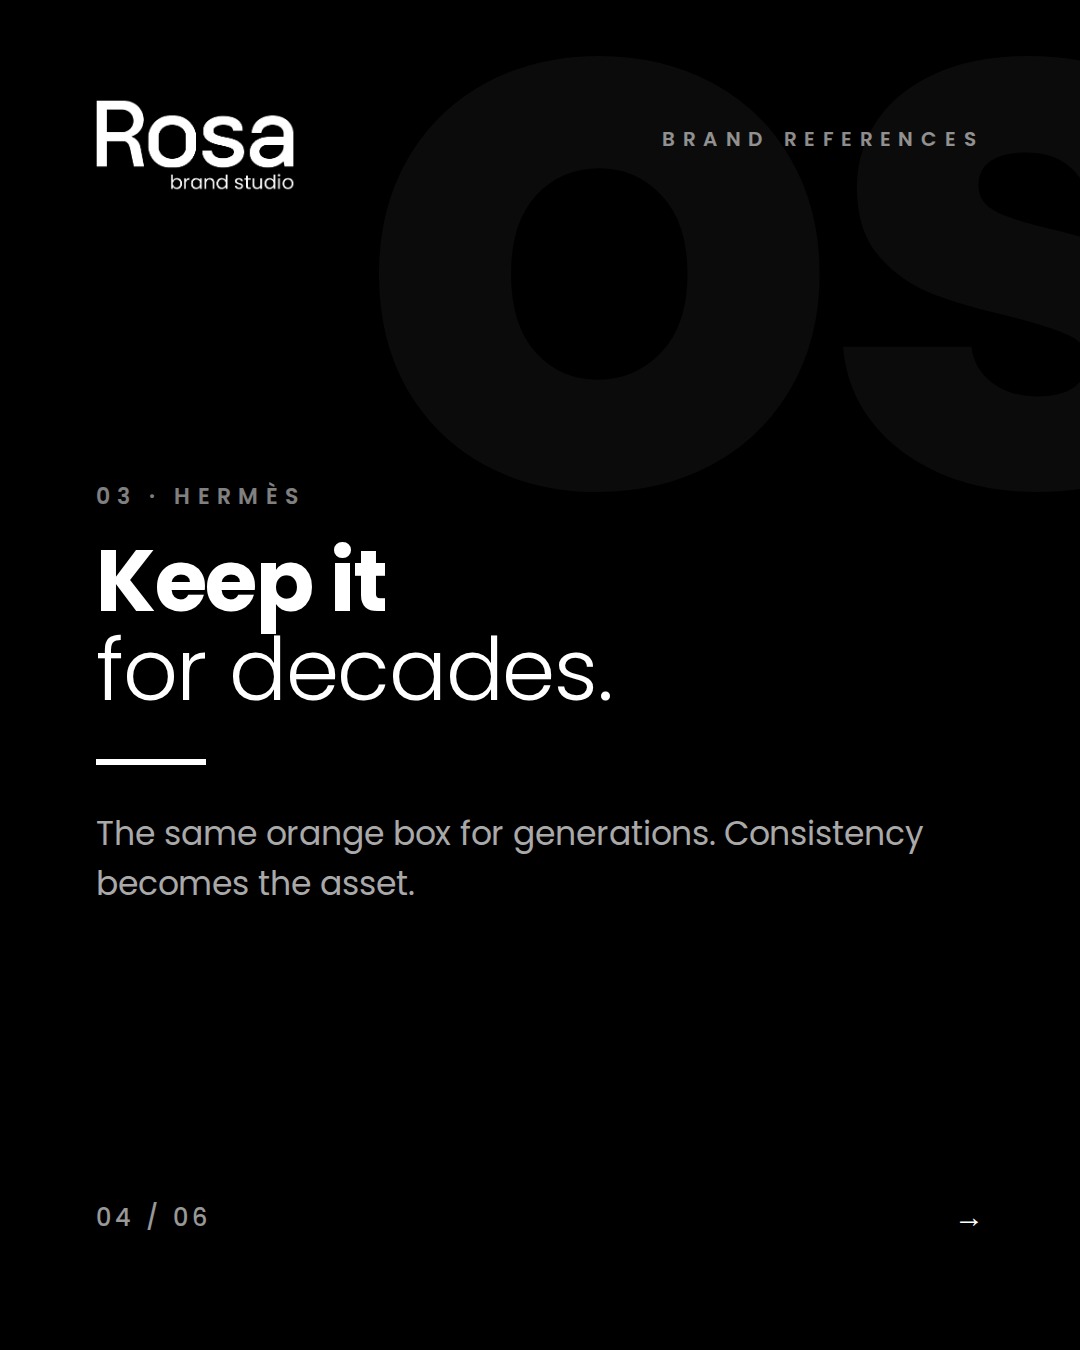 Rosa
brand studio
BRAND REFERENCES
os
03 · HERMÈS
Keep it
for decades.
The same orange box for generations. Consistency
becomes the asset.
04 / 06
→